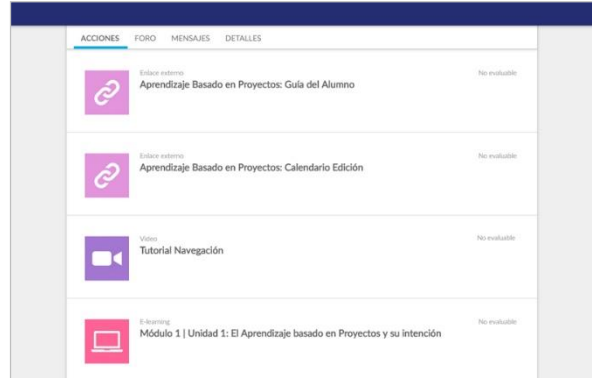 ACCIONES FORO MENSAJES DETALLES
Enlace externo
No evaluable
Aprendizaje Basado en Proyectos: Guía del Alumno
Enlace externo
No evaluable
Aprendizaje Basado en Proyectos: Calendario Edición
Video
No evaluable
Tutorial Navegación
E-learning
No evaluable
Módulo 1 | Unidad 1: El Aprendizaje basado en Proyectos y su intención